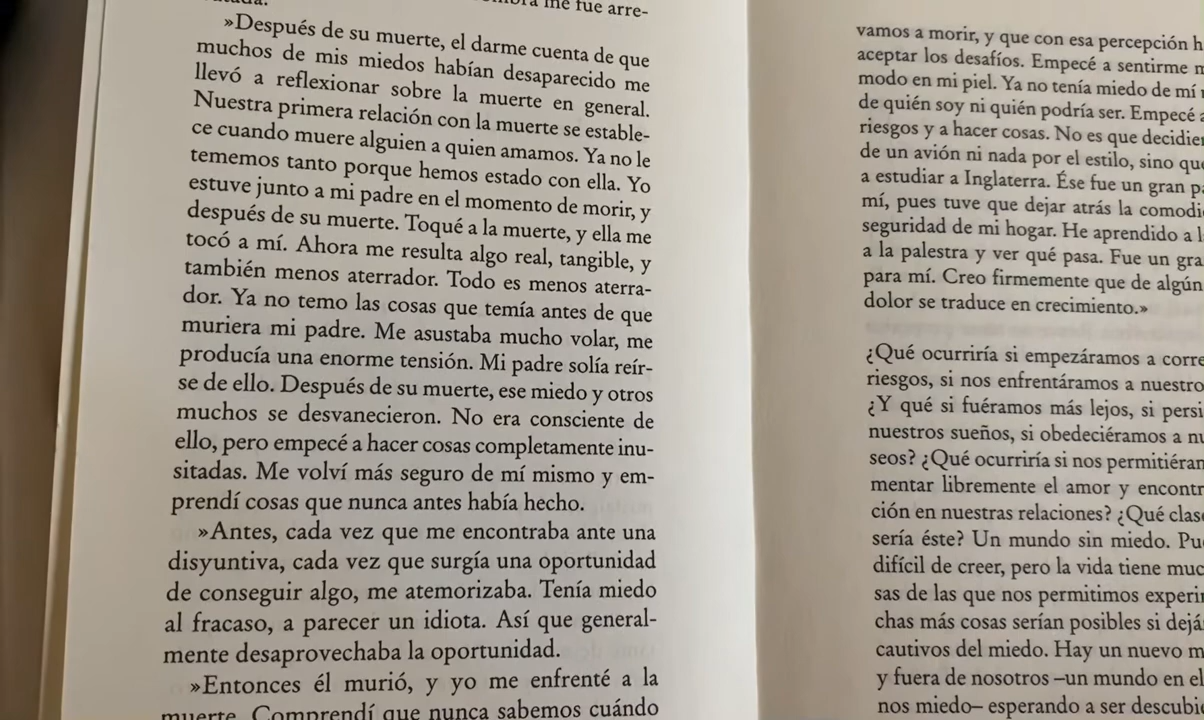 me fue arre-
»Después de su muerte, el darme cuenta de que
muchos de mis miedos habían desaparecido me
llevó a reflexionar sobre la muerte en general.
Nuestra primera relación con la muerte se estable-
ce cuando muere alguien a quien amamos. Ya no le
tememos tanto porque hemos estado con ella. Yo
estuve junto a mi padre en el momento de morir, y
después de su muerte. Toqué a la muerte, y ella me
tocó a mí. Ahora me resulta algo real, tangible, y
también menos aterrador. Todo es menos aterra-
dor. Ya no temo las cosas que temía antes de que
muriera mi padre. Me asustaba mucho volar, me
producía una enorme tensión. Mi padre solía reír-
se de ello. Después de su muerte, ese miedo y otros
muchos se desvanecieron. No era consciente de
ello, pero empecé a hacer cosas completamente inu-
sitadas. Me volví más seguro de mí mismo y em-
prendí cosas que nunca antes había hecho.
»Antes, cada vez que me encontraba ante una
disyuntiva, cada vez que surgía una oportunidad
de conseguir algo, me atemorizaba. Tenía miedo
al fracaso, a parecer un idiota. Así que general-
mente desaprovechaba la oportunidad.
»Entonces él murió, y yo me enfrenté a la
muerte. Comprendí que nunca sabemos cuándo
vamos a morir, y que con esa percepción
aceptar los desafíos. Empecé a sentirme
modo en mi piel. Ya no tenía miedo de mí
de quién soy ni quién podría ser. Empecé
riesgos y a hacer cosas. No es que
de un avión ni nada por el estilo, sino
a estudiar a Inglaterra. Ése fue un gran
mí, pues tuve que dejar atrás la
seguridad de mi hogar. He aprendido a
a la palestra y ver qué pasa. Fue un
para mí. Creo firmemente que de algún
dolor se traduce en crecimiento.»
¿Qué ocurriría si empezáramos a
riesgos, si nos enfrentáramos a
¿Y qué si fuéramos más lejos, si
nuestros sueños, si obedeciéramos a
seos? ¿Qué ocurriría si nos
mentar libremente el amor y
ción en nuestras relaciones? ¿Qué
sería éste? Un mundo sin miedo.
difícil de creer, pero la vida tiene
sas de las que nos permitimos
chas más cosas serían posibles si
cautivos del miedo. Hay un nuevo
y fuera de nosotros –un mundo en
nos miedo– esperando a ser